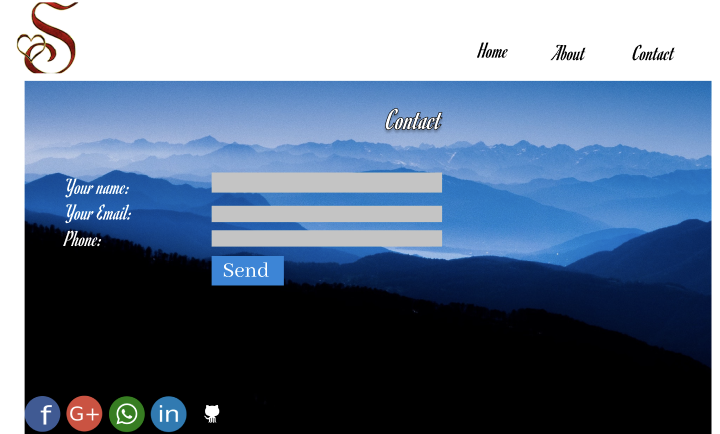 S
Home About Contact
Contact
Your name:
Your Email:
Phone:
Send
f G+ in